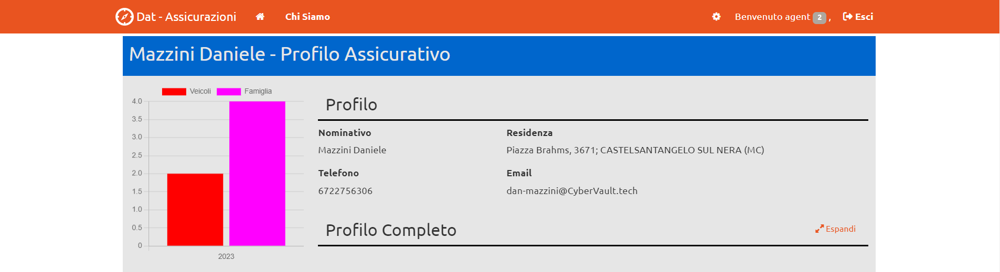 Dat - Assicurazioni Chi Siamo Benvenuto agent 2 , Esci
Mazzini Daniele - Profilo Assicurativo
Veicoli Famiglia
4.0
3.5
3.0
2.5
2.0
1.5
1.0
0.5
0
2023
Profilo
Nominativo Residenza
Mazzini Daniele Piazza Brahms, 3671; CASTELSANTANGELO SUL NERA (MC)
Telefono Email
6722756306 dan-mazzini@CyberVault.tech
Profilo Completo Espandi